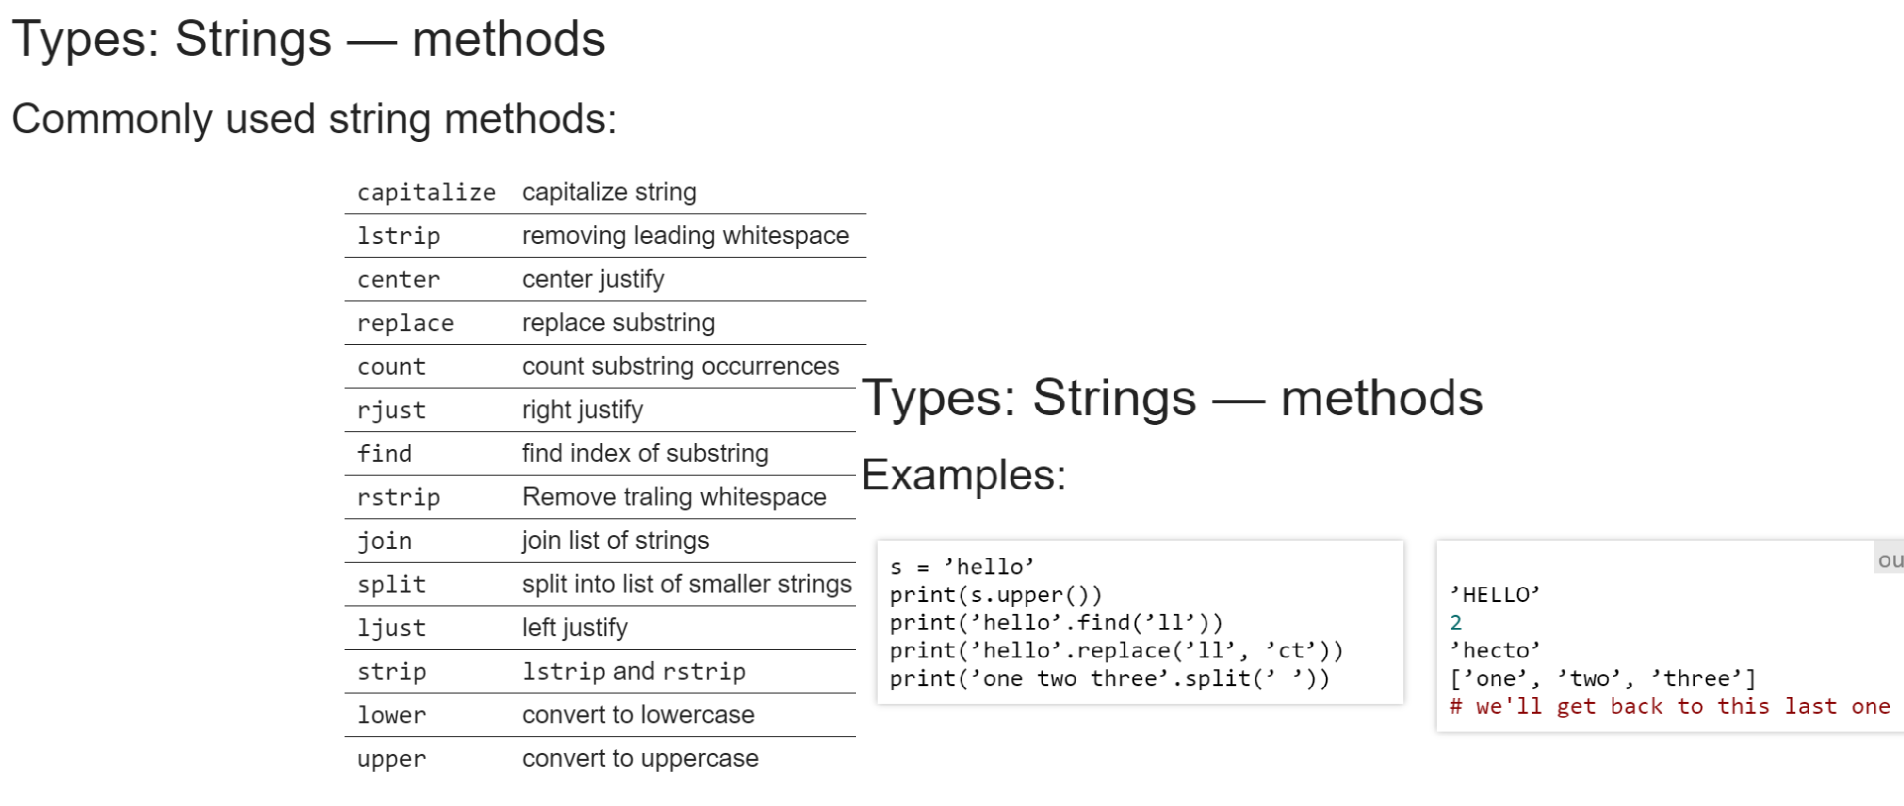 Types: Strings — methods
Commonly used string methods:
capitalize capitalize string
lstrip removing leading whitespace
center center justify
replace replace substring
count count substring occurrences
rjust right justify
find find index of substring
rstrip Remove traling whitespace
join join list of strings
split split into list of smaller strings
ljust left justify
strip lstrip and rstrip
lower convert to lowercase
upper convert to uppercase
Types: Strings — methods
Examples:
s = ’hello’
print(s.upper())
print(’hello’.find(’ll’))
print(’hello’.replace(’ll’, ’ct’))
print(’one two three’.split(’ ’))
ou
’HELLO’
2
’hecto’
[’one’, ’two’, ’three’]
# we'll get back to this last one